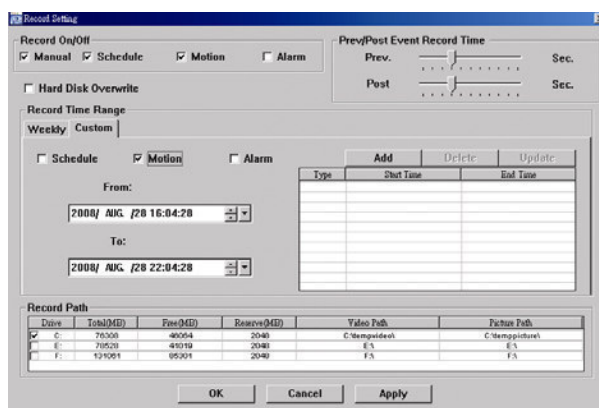 Record Setting
Record On/Off
Manual Schedule Motion Alarm
Prev/Post Event Record Time
Prev. Sec.
Post Sec.
Hard Disk Overwrite
Record Time Range
Weekly Custom
Schedule Motion Alarm
Add Delete Update
Type Start Time End Time
From:
2008/ AUG. /28 16:04:28
To:
2008/ AUG. /28 22:04:28
Record Path
Drive Total(MB) Free(MB) Reserve(MB) Video Path Picture Path
C: 76308 46064 2048 C:\tempvideo\ C:\temppicture\
E: 70528 41019 2048 E:\ E:\
F: 131061 2048 F:\ F:\
OK Cancel Apply